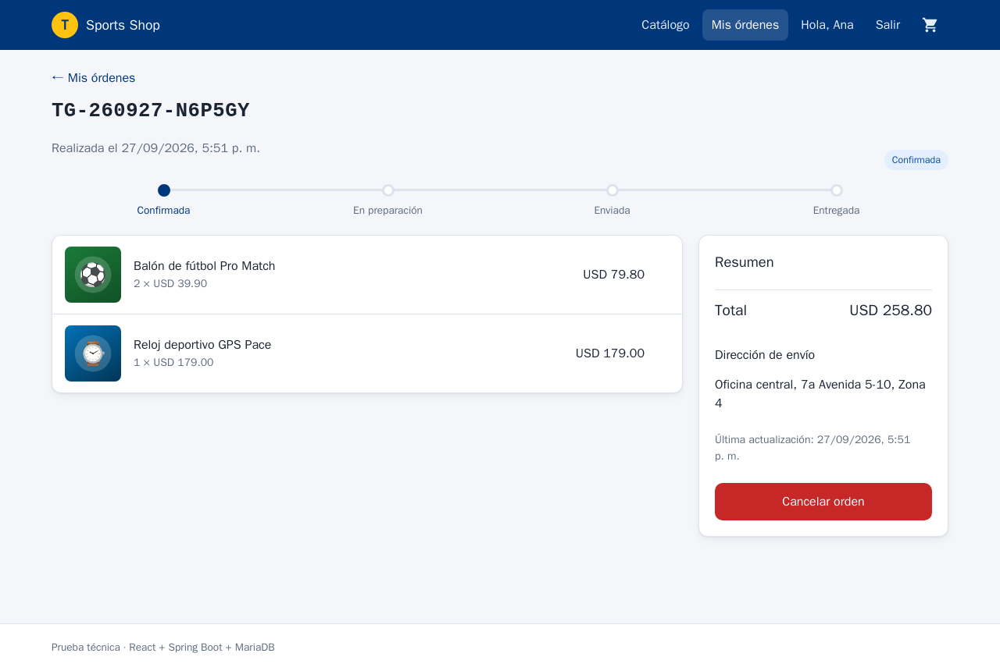 T Sports Shop
Catálogo Mis órdenes Hola, Ana Salir
← Mis órdenes
TG-260927-N6P5GY
Realizada el 27/09/2026, 5:51 p. m.
Confirmada
Confirmada En preparación Enviada Entregada
Balón de fútbol Pro Match
2 × USD 39.90
USD 79.80
Reloj deportivo GPS Pace
1 × USD 179.00
USD 179.00
Resumen
Total USD 258.80
Dirección de envío
Oficina central, 7a Avenida 5-10, Zona
4
Última actualización: 27/09/2026, 5:51
p. m.
Cancelar orden
Prueba técnica · React + Spring Boot + MariaDB